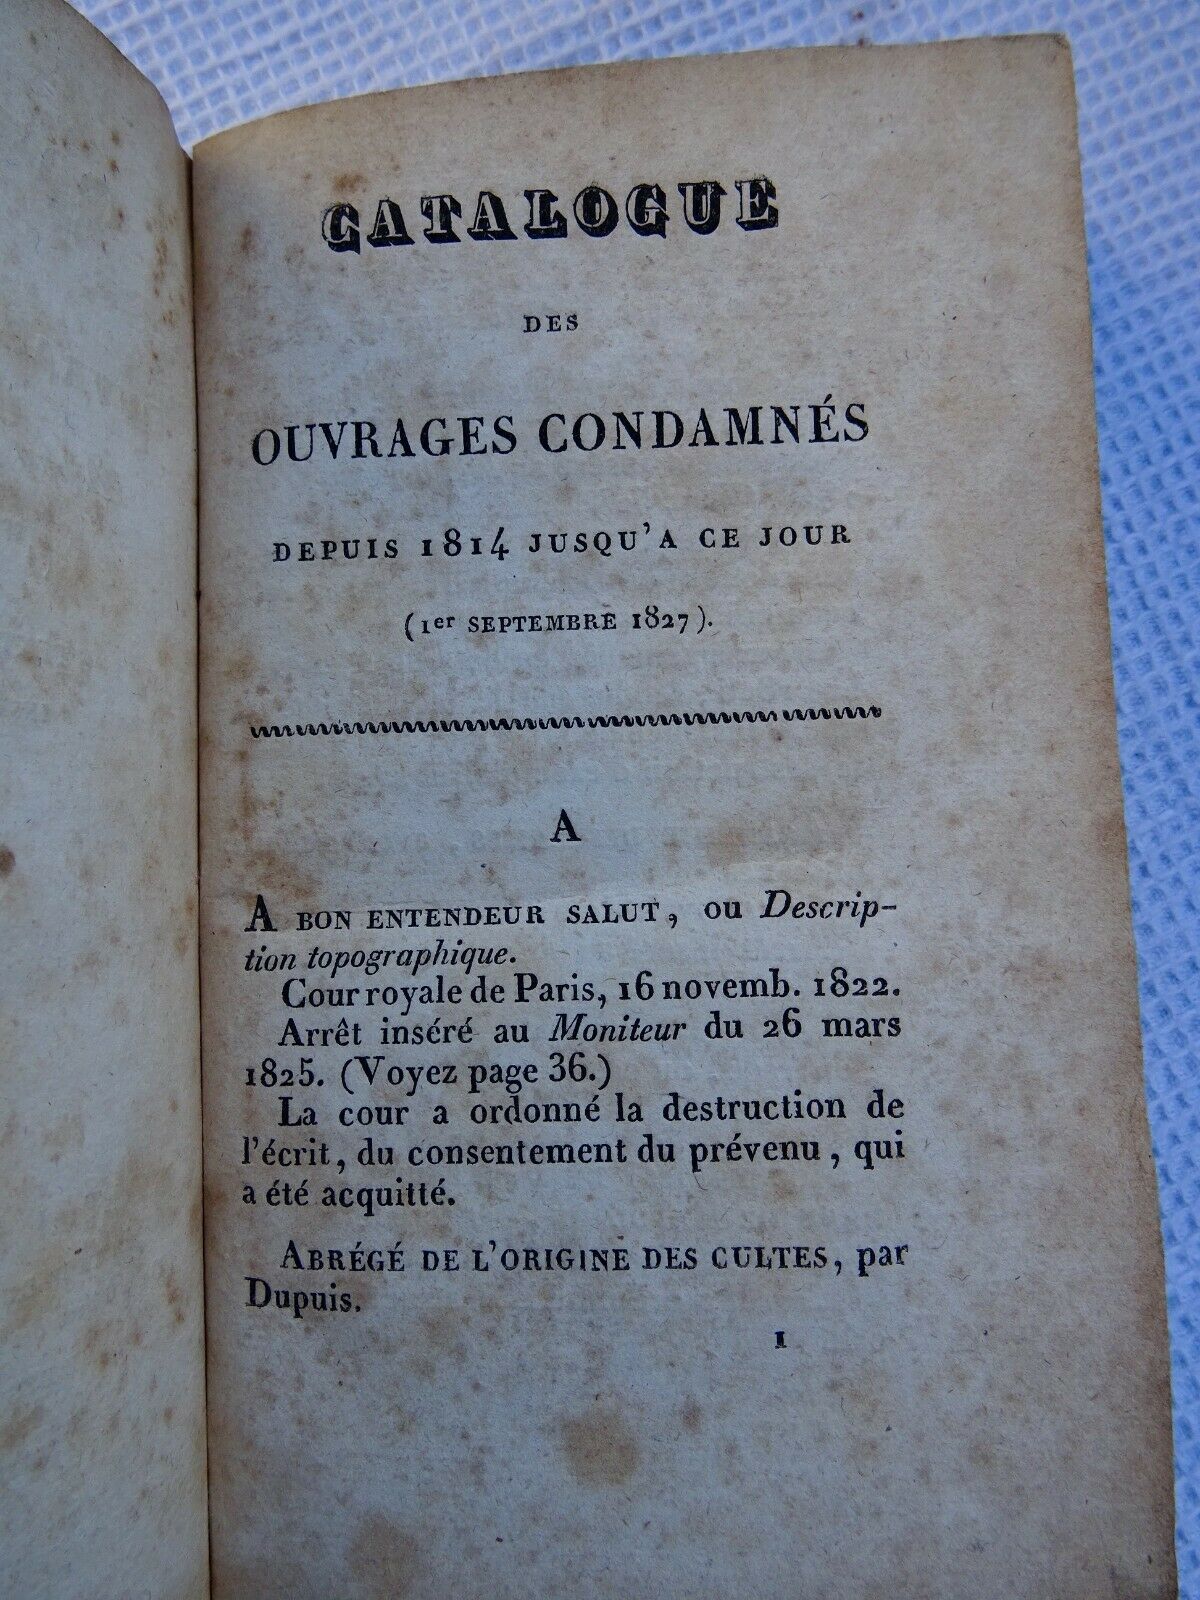 CATALOGUE
DES
OUVRAGES CONDAMNÉS
DEPUIS 1814 JUSQU'A CE JOUR
(1er SEPTEMBRE 1827).
A
A BON ENTENDEUR SALUT, ou Descrip-
tion topographique.
Cour royale de Paris, 16 novemb. 1822.
Arrêt inséré au Moniteur du 26 mars
1825. (Voyez page 36.)
La cour a ordonné la destruction de
l'écrit, du consentement du prévenu, qui
a été acquitté.
ABRÉGÉ DE L'ORIGINE DES CULTES, par
Dupuis.
1